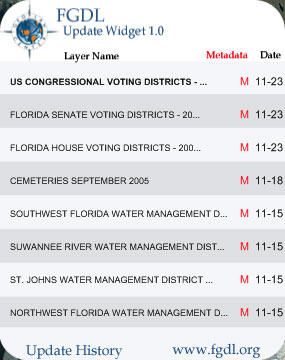 FGDL
Update Widget 1.0
Layer Name Metadata Date
US CONGRESSIONAL VOTING DISTRICTS - ... M 11-23
FLORIDA SENATE VOTING DISTRICTS - 20... M 11-23
FLORIDA HOUSE VOTING DISTRICTS - 200... M 11-23
CEMETERIES SEPTEMBER 2005 M 11-18
SOUTHWEST FLORIDA WATER MANAGEMENT D... M 11-15
SUWANNEE RIVER WATER MANAGEMENT DIST... M 11-15
ST. JOHNS WATER MANAGEMENT DISTRICT ... M 11-15
NORTHWEST FLORIDA WATER MANAGEMENT D... M 11-15
Update History www.fgdl.org